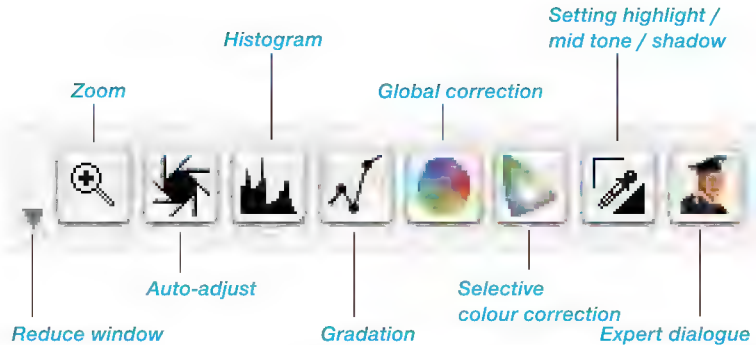 Setting highlight /
mid tone / shadow
Histogram
Zoom
Global correction
Auto-adjust
Selective
colour correction
Reduce window
Gradation
Expert dialogue